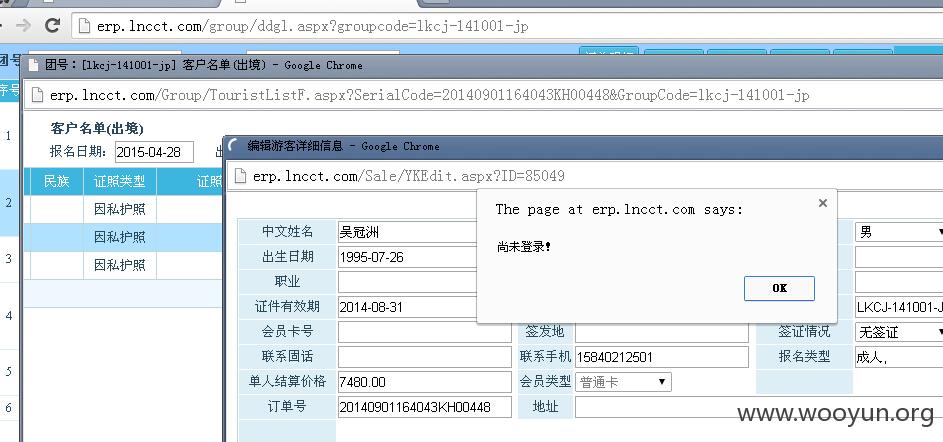 erp.lncct.com/group/ddgl.aspx?groupcode=lkcj-141001-jp
团号
团号：[lkcj-141001-jp] 客户名单(出境) - Google Chrome
erp.lncct.com/Group/TouristListF.aspx?SerialCode=20140901164043KH00448&GroupCode=lkcj-141001-jp
序号
1
2
3
4
5
6
客户名单(出境)
报名日期: 2015-04-28
民族 证照类型
因私护照
因私护照
因私护照
编辑游客详细信息 - Google Chrome
erp.lncct.com/Sale/YKEdit.aspx?ID=85049
The page at erp.lncct.com says:
尚未登录!
OK
中文姓名 吴冠洲 男
出生日期 1995-07-26
职业
证件有效期 2014-08-31 LKCJ-141001-J
会员卡号 签发地 签证情况 无签证
联系固话 联系手机 15840212501 报名类型 成人,
单人结算价格 7480.00 会员类型 普通卡
订单号 20140901164043KH00448 地址
www.wooyun.org